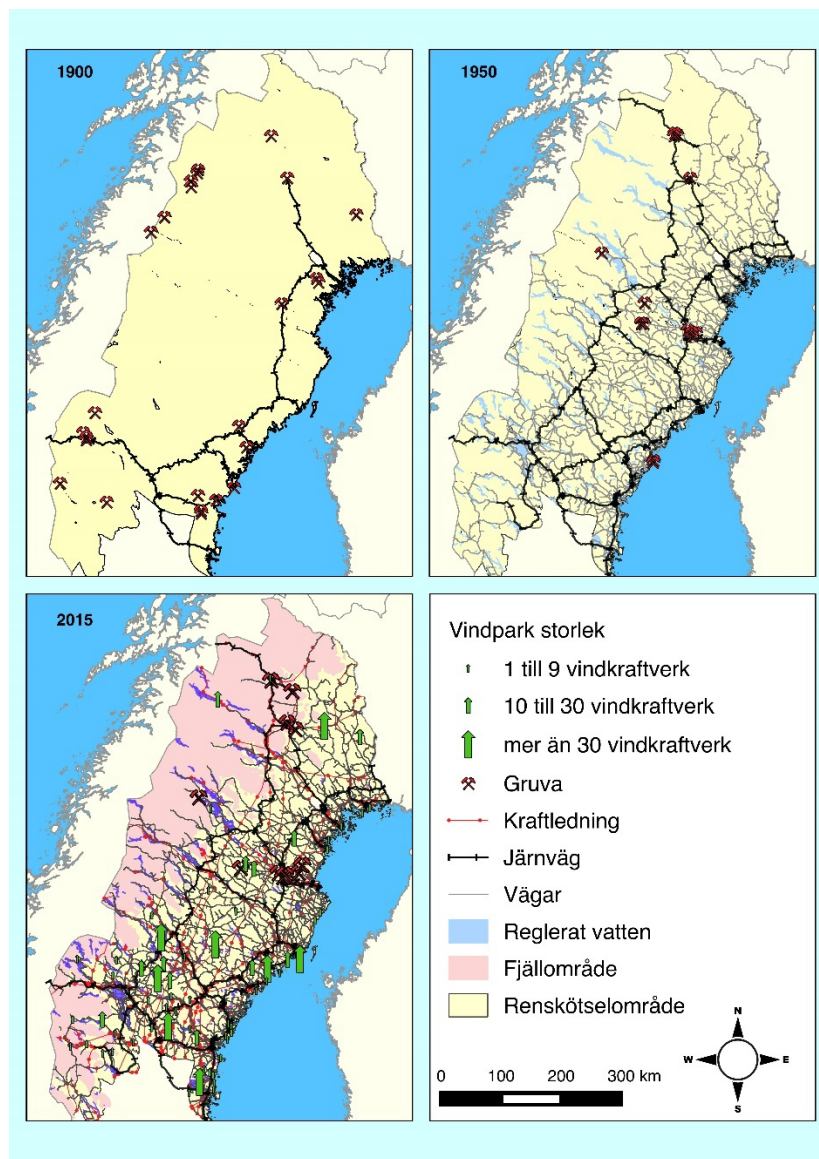 1900
1950
2015
Vindpark storlek
1 till 9 vindkraftverk
10 till 30 vindkraftverk
mer än 30 vindkraftverk
Gruva
Kraftledning
Järnväg
Vägar
Reglerat vatten
Fjällområde
Renskötselområde
N
W E
S
0 100 200 300 km